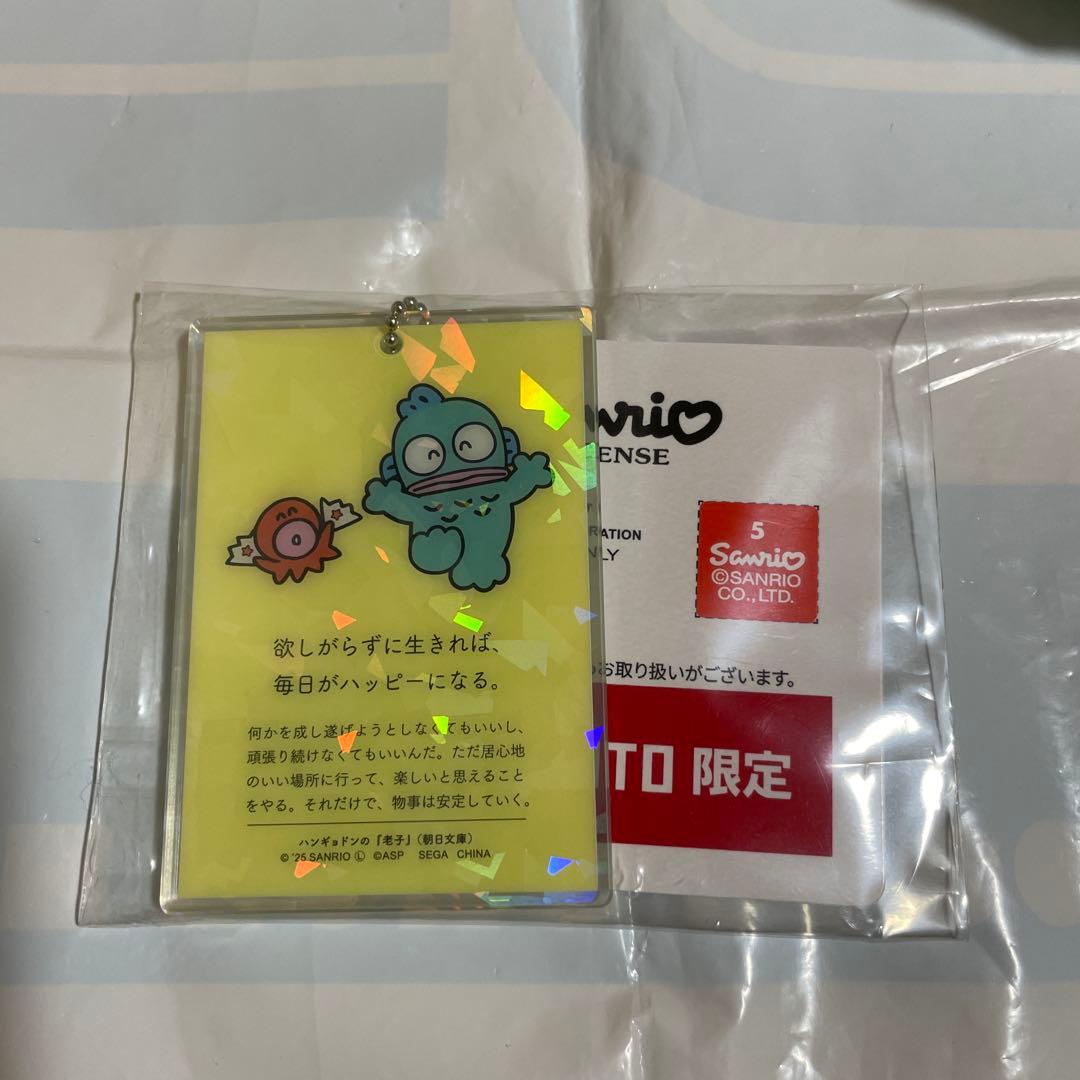 欲しがらずに生きれば、
毎日がハッピーになる。
何かを成し遂げようとしなくてもいいし、
頑張り続けなくてもいいんだ。ただ居心地
のいい場所に行って、楽しいと思えること
をやる。それだけで、物事は安定していく。
ハンギョドンの『老子』(朝日文庫)
© '25 SANRIO Ⓛ ©ASP SEGA CHINA
nrio
ENSE
RATION
NLY
5
Sanrio
©SANRIO
CO., LTD.
お取り扱いがございます。
TO 限定